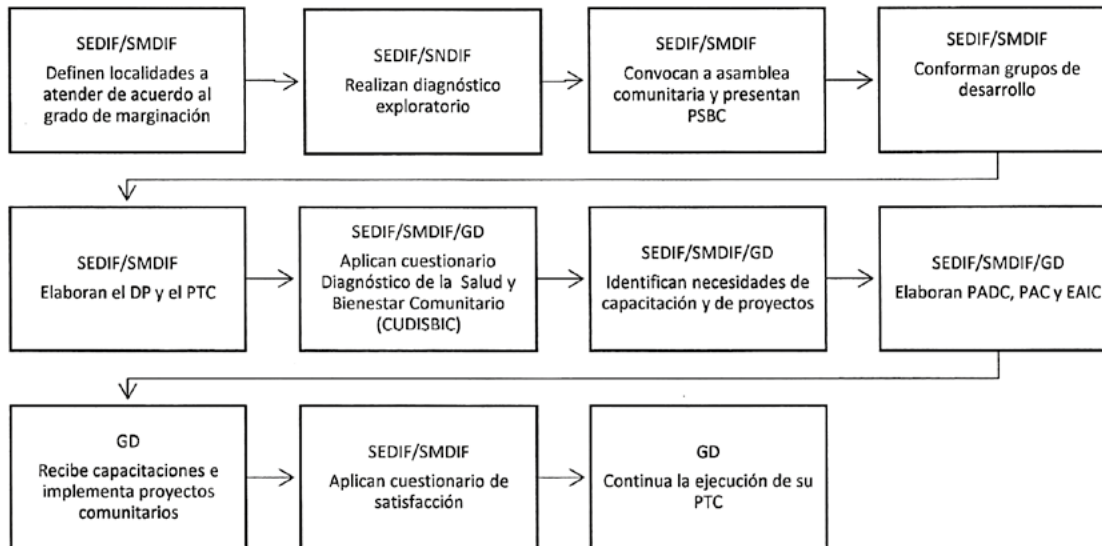 SEDIF/SMDIF
Definen localidades a
atender de acuerdo al
grado de marginación
SEDIF/SNDIF
Realizan diagnóstico
exploratorio
SEDIF/SMDIF
Convocan a asamblea
comunitaria y presentan
PSBC
SEDIF/SMDIF
Conforman grupos de
desarrollo
SEDIF/SMDIF
Elaboran el DP y el PTC
SEDIF/SMDIF/GD
Aplican cuestionario
Diagnóstico de la Salud y
Bienestar Comunitario
(CUDISBIC)
SEDIF/SMDIF/GD
Identifican necesidades de
capacitación y de proyectos
SEDIF/SMDIF/GD
Elaboran PADC, PAC y EAIC
GD
Recibe capacitaciones e
implementa proyectos
comunitarios
SEDIF/SMDIF
Aplican cuestionario de
satisfacción
GD
Continua la ejecución de su
PTC